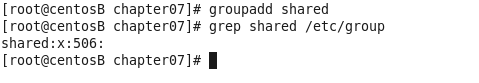 [root@centosB chapter07]# groupadd shared
[root@centosB chapter07]# grep shared /etc/group
shared:x:506:
[root@centosB chapter07]#